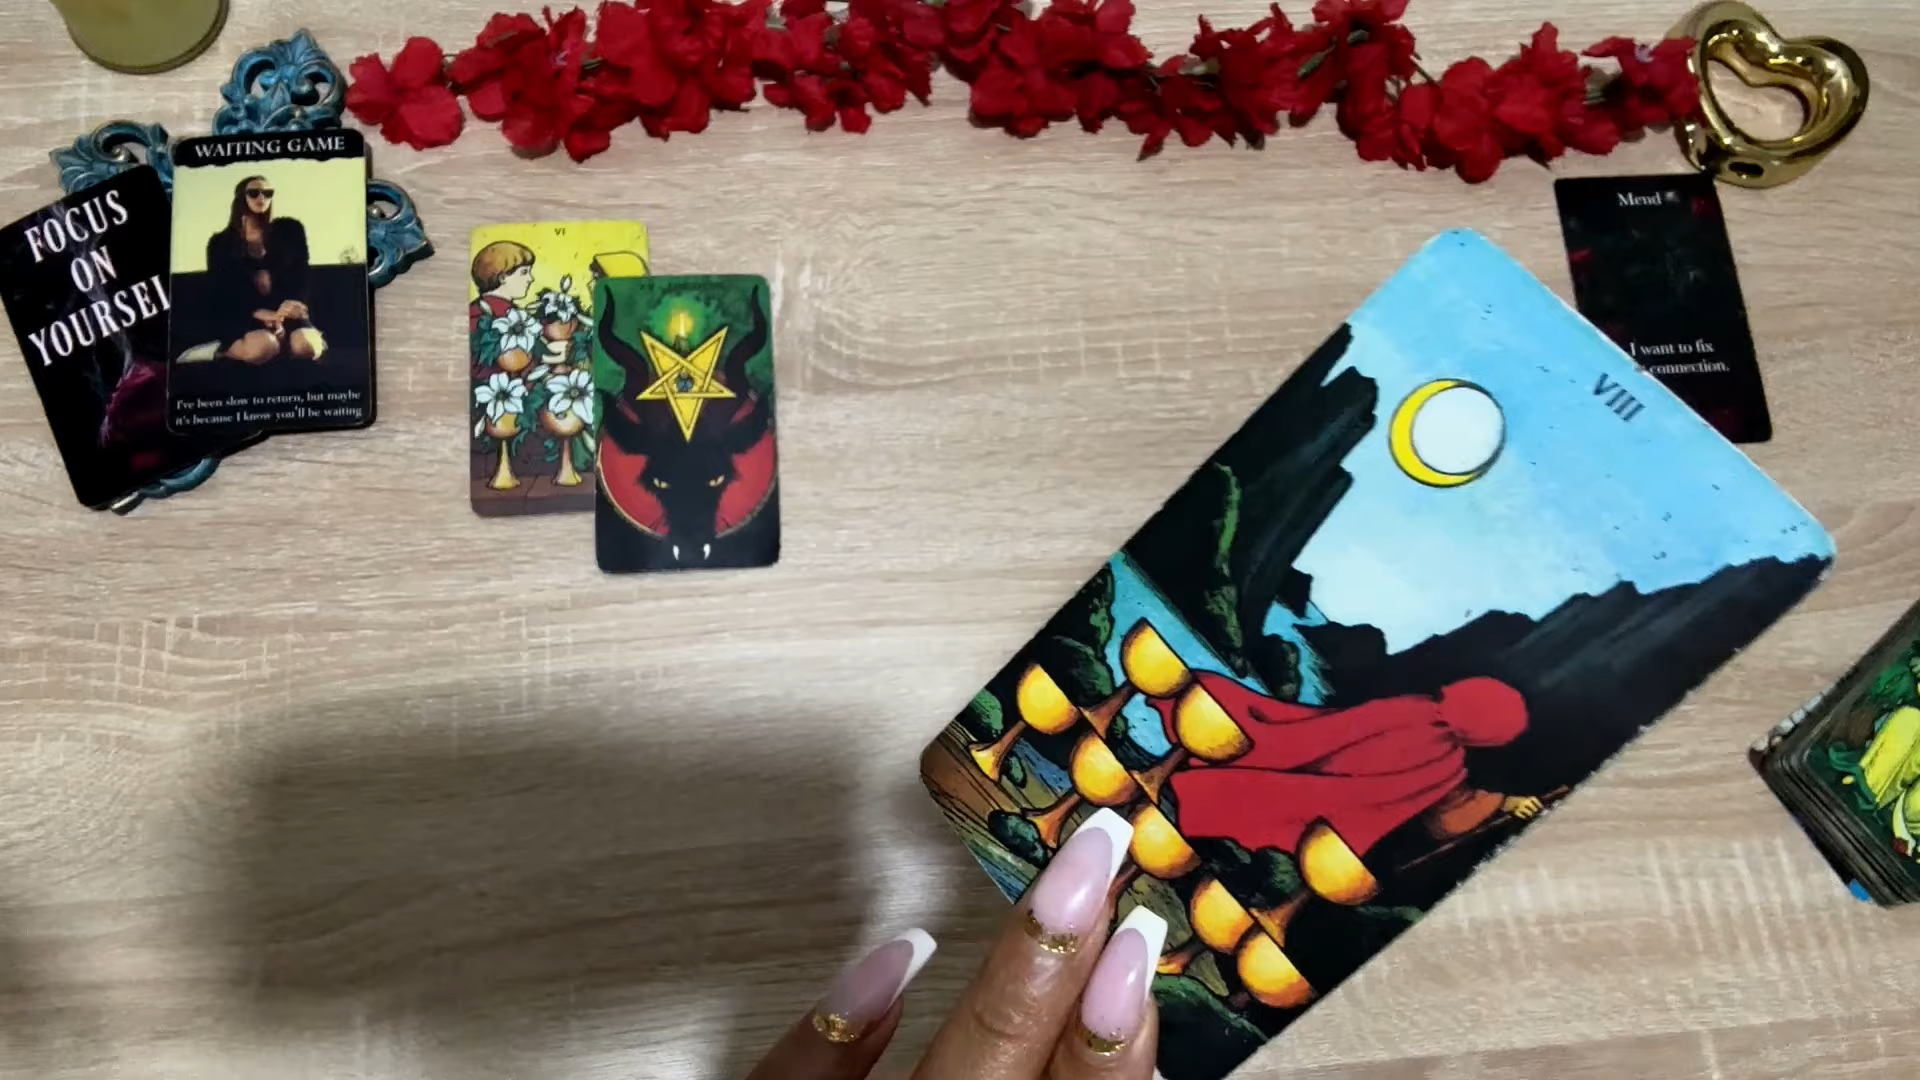 FOCUS
ON
WAITING GAME
I've been slow to return, but maybe
it's because I know you'll be waiting
VI
Mend
I want to fix
connection.
VIII